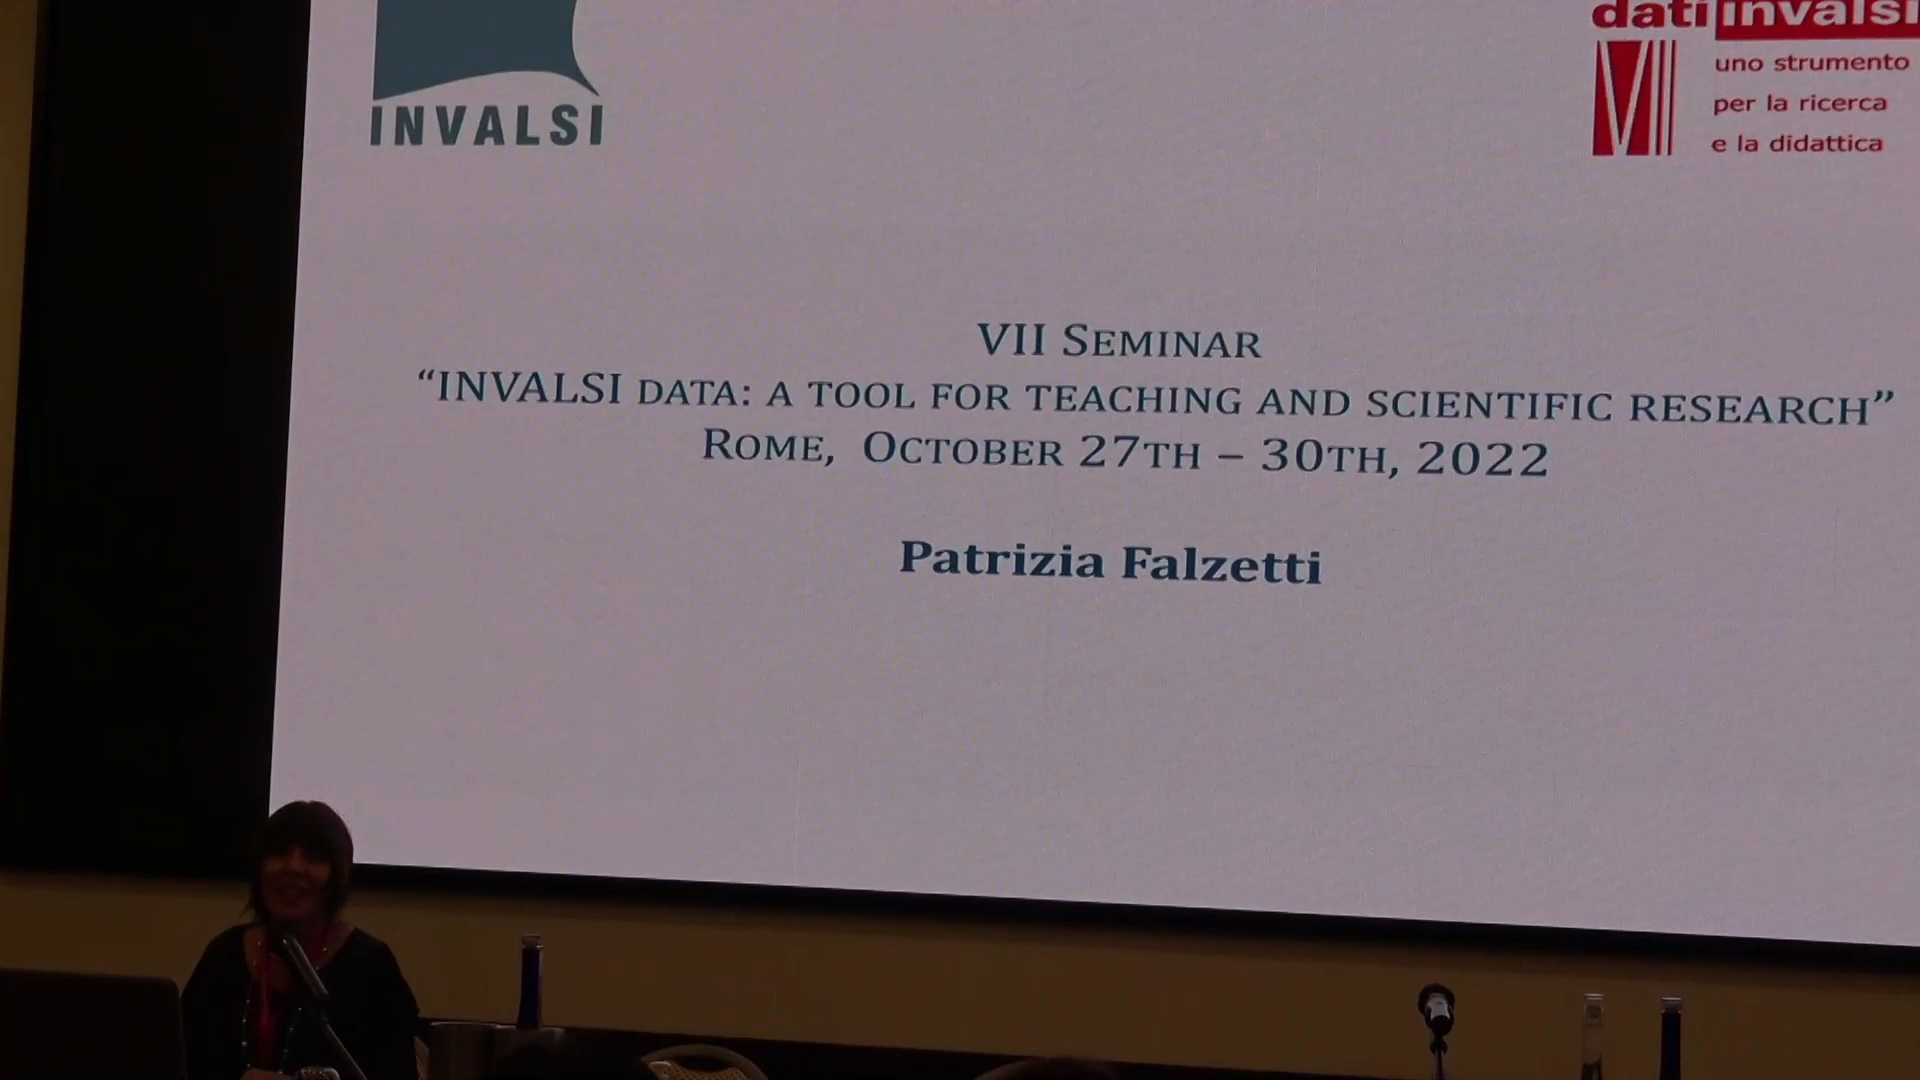 INVALSI
dati invalsi
VII
uno strumento
per la ricerca
e la didattica
VII SEMINAR
“INVALSI DATA: A TOOL FOR TEACHING AND SCIENTIFIC RESEARCH”
ROME, OCTOBER 27TH – 30TH, 2022
Patrizia Falzetti